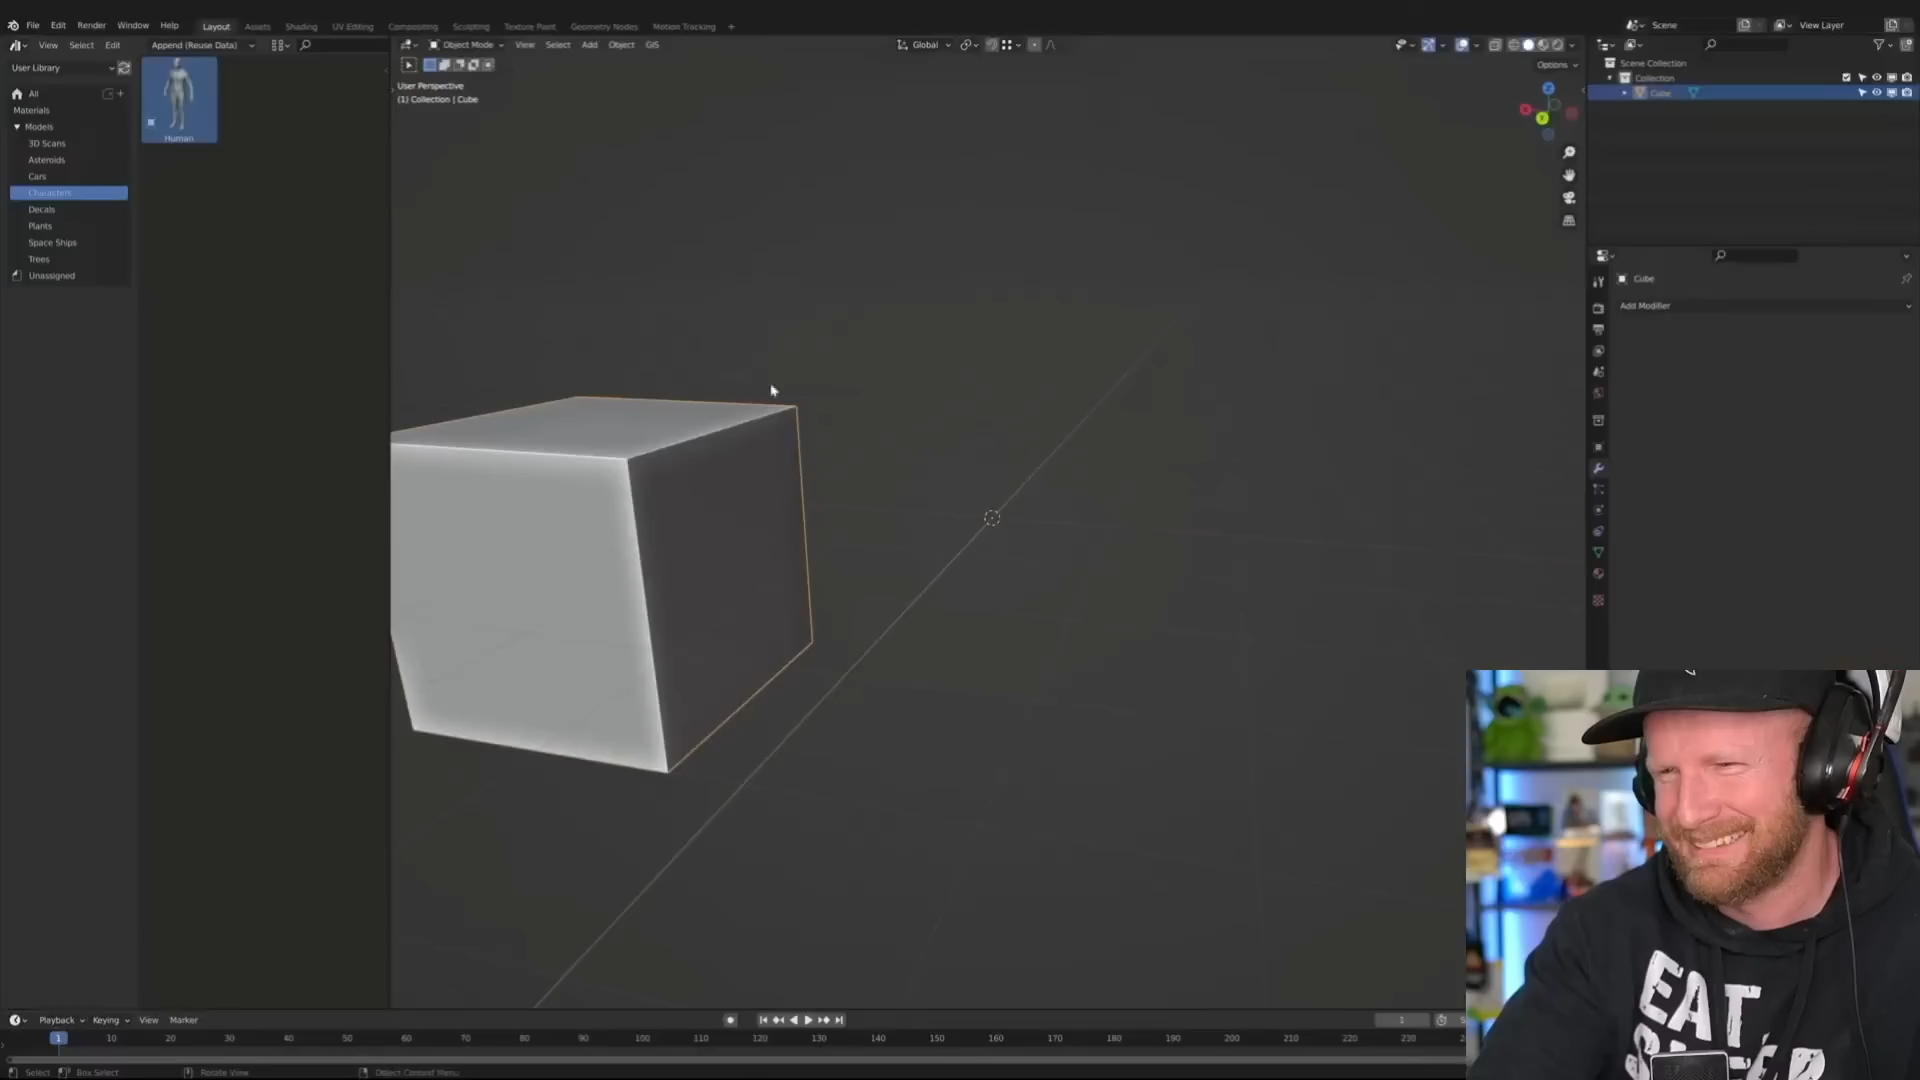 File Edit Render Window Help Layout Assets Shading UV Editing Compositing Sculpting Texture Paint Geometry Nodes Motion Tracking + Scene View Layer
View Select Edit Append (Reuse Data) Object Mode View Select Add Object GIS Global
Options
User Library
All
Materials
Models
3D Scans
Asteroids
Cars
Characters
Decals
Plants
Space Ships
Trees
Unassigned
Human
User Perspective
(1) Collection | Cube
Z
Y
Scene Collection
Collection
Cube
Cube
Add Modifier
Playback Keying View Marker 1
1 10 20 30 40 50 60 70 80 90 100 110 120 130 140 150 160 170 180 190 200 210 220 230
Select Box Select Rotate View Object Context Menu
EAT